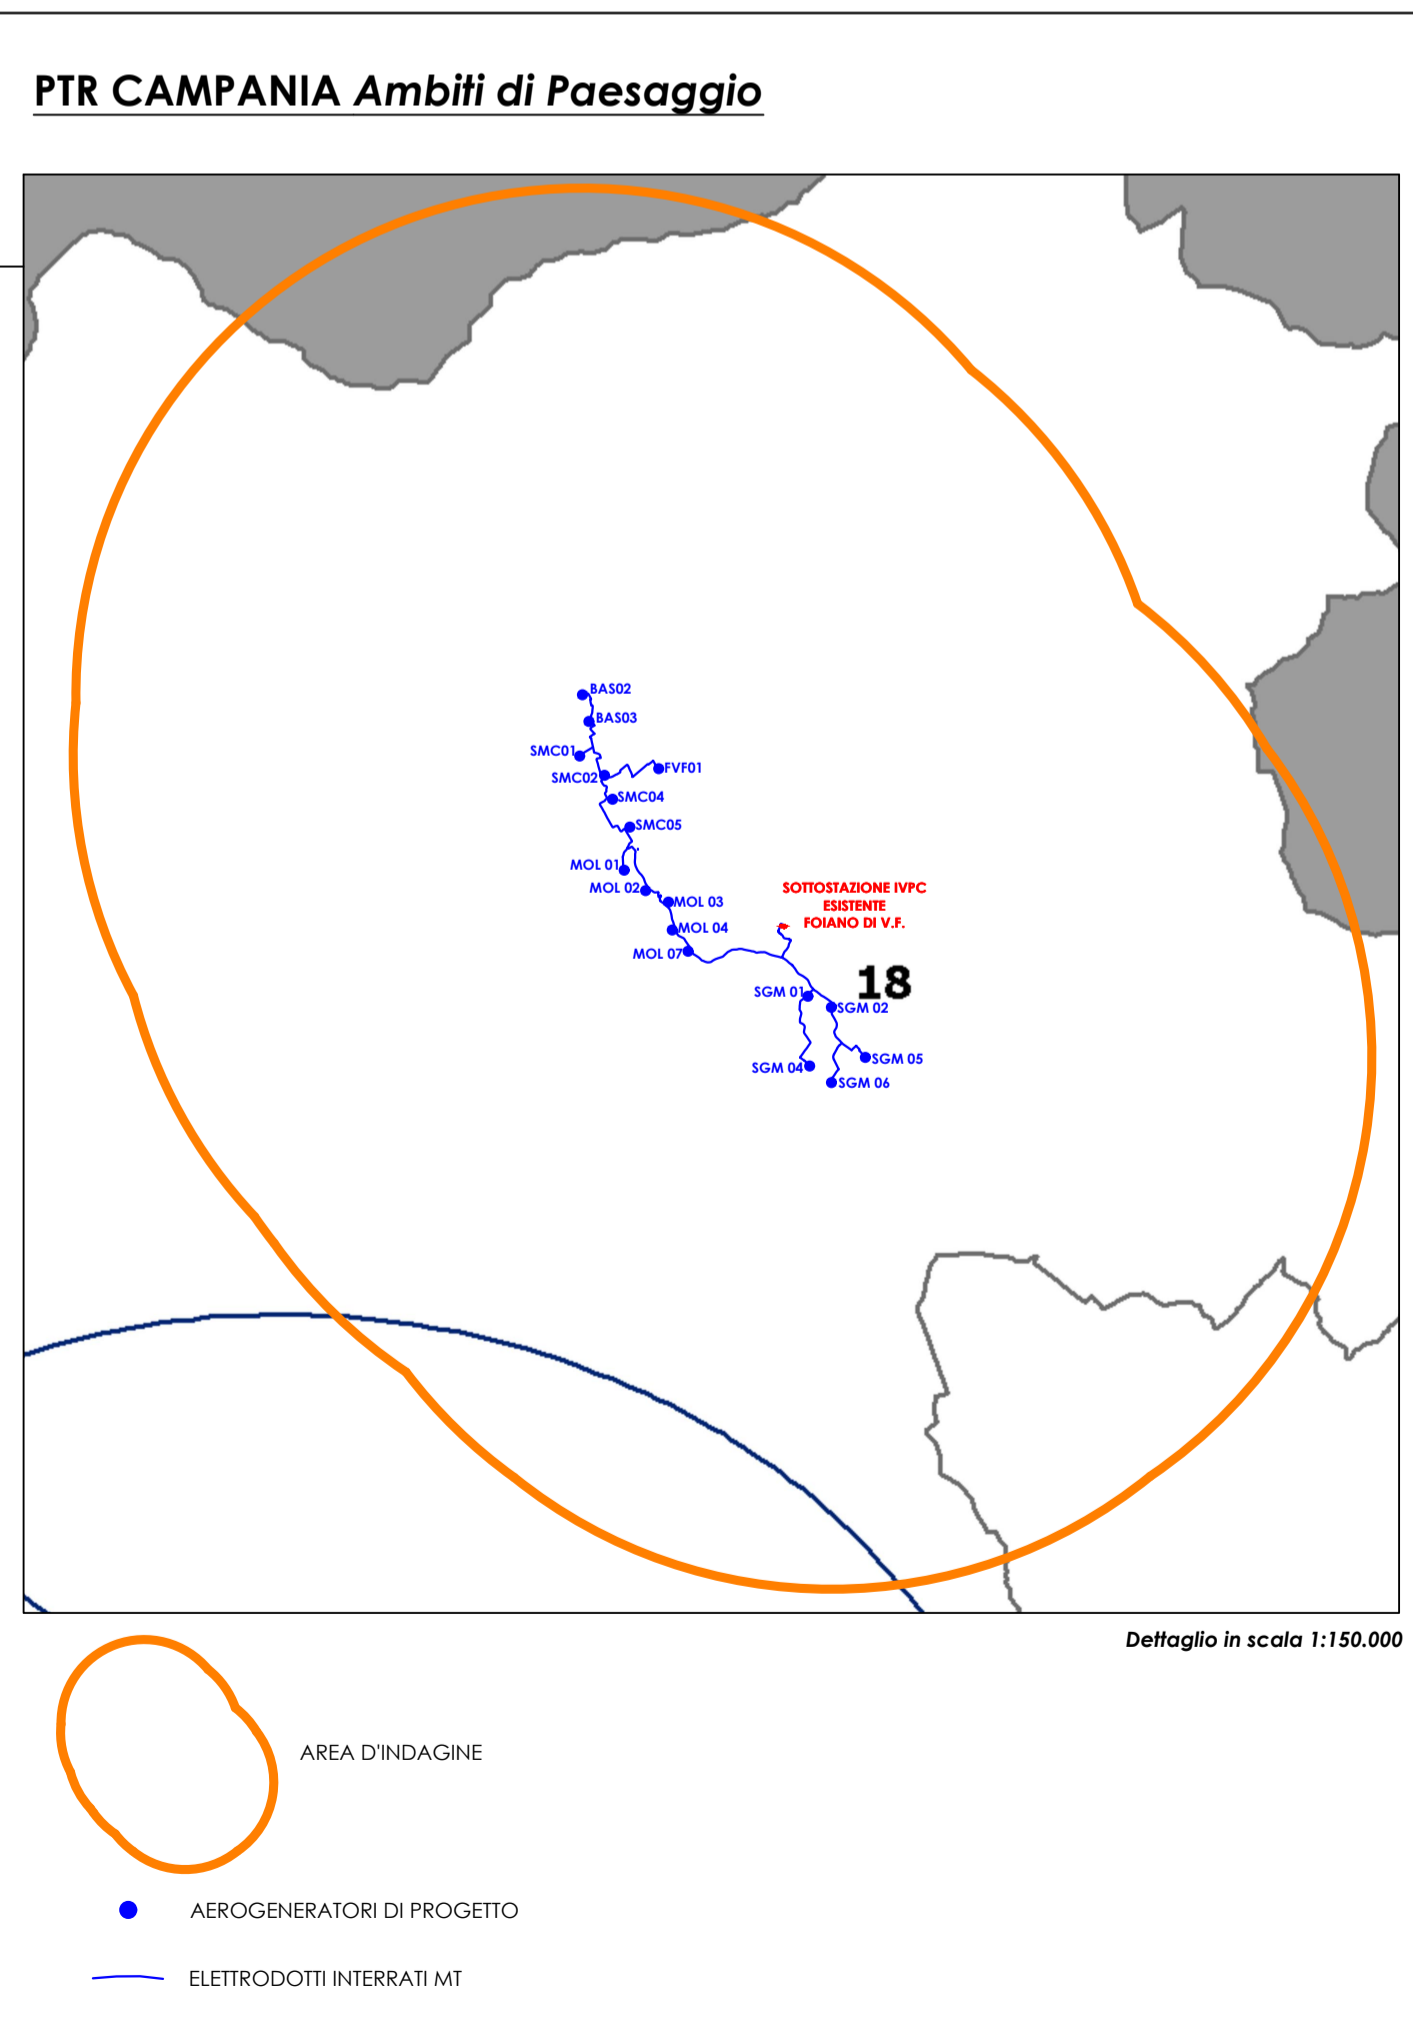 PTR CAMPANIA Ambiti di Paesaggio
BAS02
BAS03
SMC01
FVF01
SMC02
SMC04
SMC05
MOL 01
MOL 02
MOL 03
MOL 04
MOL 07
SOTTOSTAZIONE IVPC
ESISTENTE
FOIANO DI V.F.
18
SGM 01
SGM 02
SGM 05
SGM 04
SGM 06
Dettaglio in scala 1:150.000
AREA D'INDAGINE
AEROGENERATORI DI PROGETTO
ELETTRODOTTI INTERRATI MT